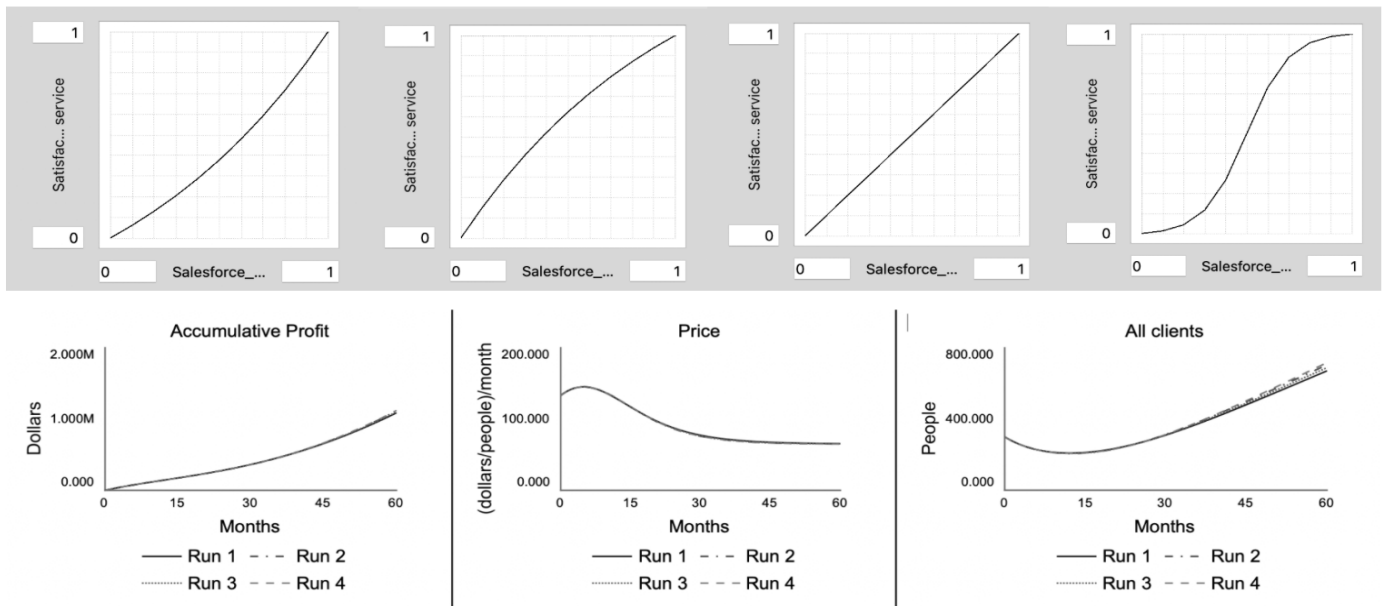 1
Satisfac... service
0
0 Salesforce_... 1
1
Satisfac... service
0
0 Salesforce_... 1
1
Satisfac... service
0
0 Salesforce_... 1
1
Satisfac... service
0
0 Salesforce_... 1
Accumulative Profit
2.000M
1.000M
0.000
Dollars
0 15 30 45 60
Months
Run 1 Run 2
Run 3 Run 4
Price
200.000
100.000
0.000
(dollars/people)/month
0 15 30 45 60
Months
Run 1 Run 2
Run 3 Run 4
All clients
800.000
400.000
0.000
People
0 15 30 45 60
Months
Run 1 Run 2
Run 3 Run 4